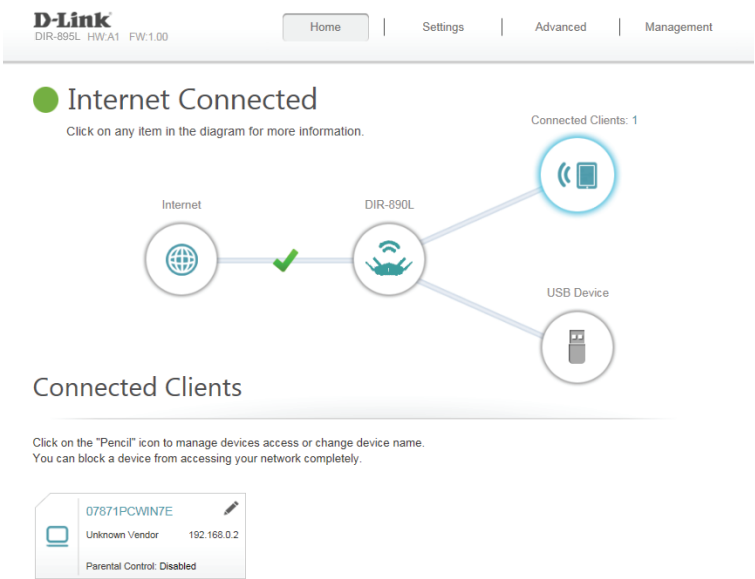 D-Link
DIR-895L HW:A1 FW:1.00
Home
Settings
Advanced
Management
Internet Connected
Click on any item in the diagram for more information.
Connected Clients: 1
Internet
DIR-890L
USB Device
Connected Clients
Click on the "Pencil" icon to manage devices access or change device name.
You can block a device from accessing your network completely.
07871PCWIN7E
Unknown Vendor 192.168.0.2
Parental Control: Disabled